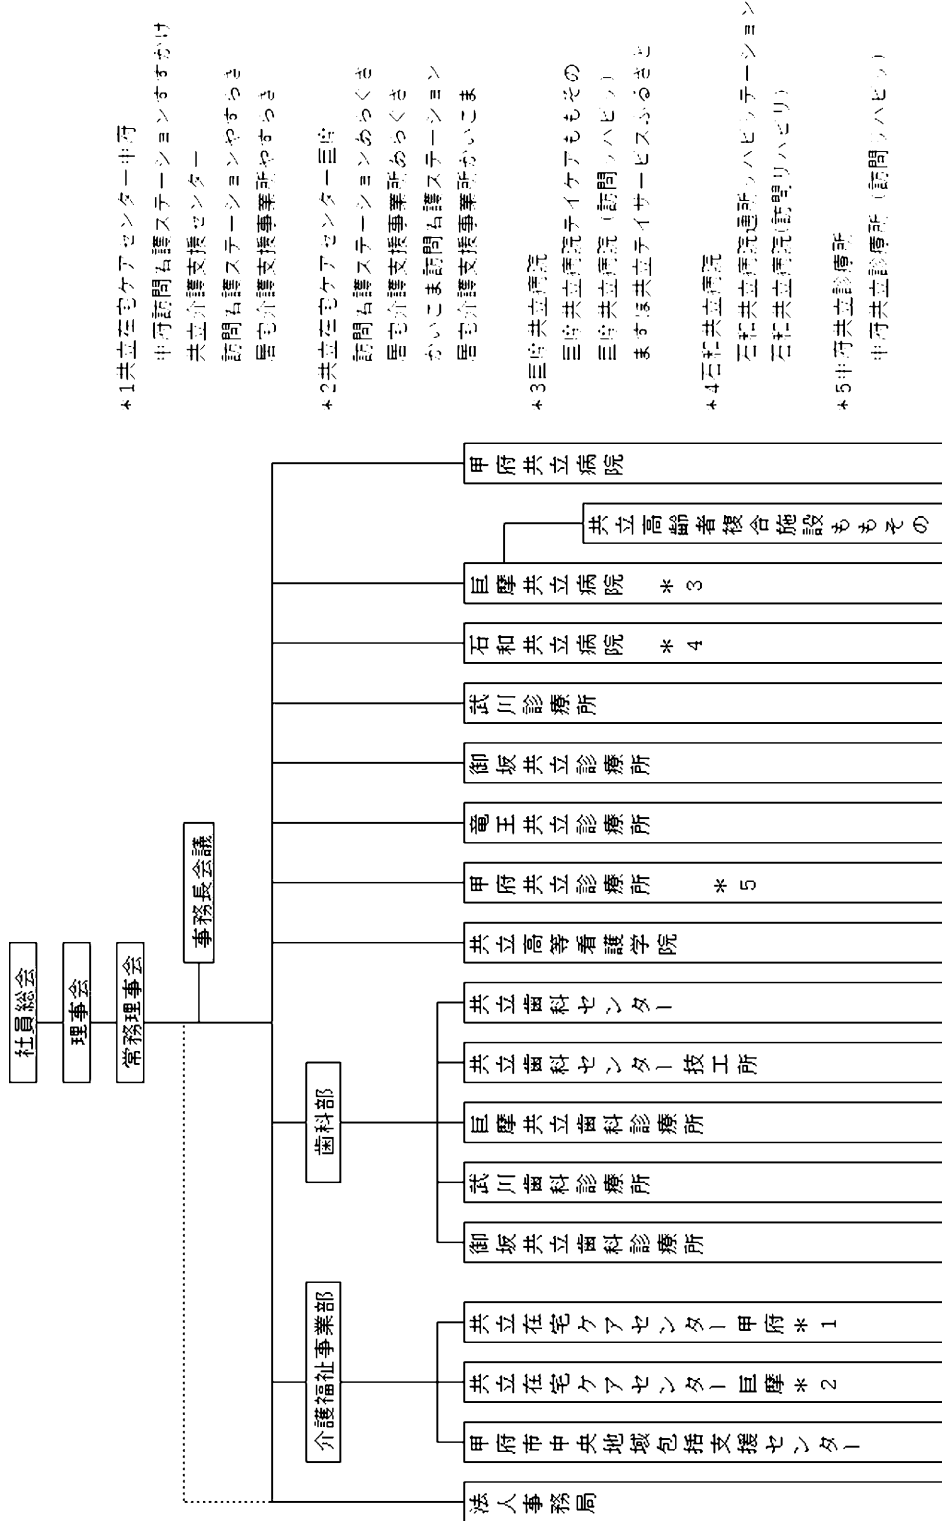 社員総会
理事会
常務理事会
事務長会議
甲府共立病院
共立高齢者複合施設ももその
巨摩共立病院 *3
石和共立病院 *4
武川診療所
御坂共立診療所
竜王共立診療所
甲府共立診療所 *5
共立高等看護学院
歯科部
共立歯科センター
共立歯科センター技工所
巨摩共立歯科診療所
武川歯科診療所
御坂共立歯科診療所
介護福祉事業部
共立在宅ケアセンター甲府*1
共立在宅ケアセンター巨摩*2
甲府市中央地域包括支援センター
法人事務局
*1共立在宅ケアセンター甲府
甲府訪問看護ステーションすずかけ
共立介護支援センター
訪問看護ステーションやすらぎ
居宅介護支援事業所やすらぎ
*2共立在宅ケアセンター巨摩
訪問看護ステーションあらくさ
居宅介護支援事業所あらくさ
かいこま訪問看護ステーション
居宅介護支援事業所かいこま
*3巨摩共立病院
巨摩共立病院デイケアももその
巨摩共立病院（訪問リハビリ）
ますほ共立デイサービスふるさと
*4石和共立病院
石和共立病院通所リハビリテーション
石和共立病院(訪問リハビリ)
*5甲府共立診療所
甲府共立診療所（訪問リハビリ）